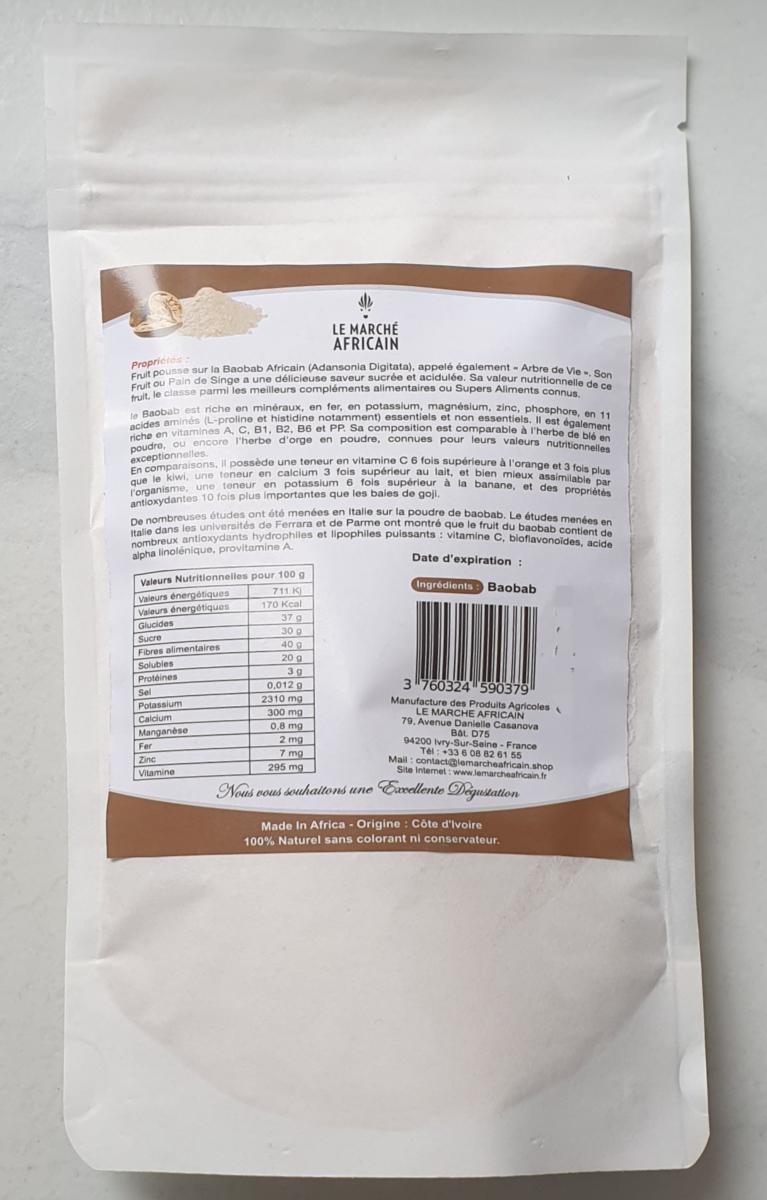 LE MARCHÉ
AFRICAIN
Propriétés :
Fruit pousse sur la Baobab Africain (Adansonia Digitata), appelé également « Arbre de Vie ». Son
Fruit ou Pain de Singe a une délicieuse saveur sucrée et acidulée. Sa valeur nutritionnelle de ce
fruit, le classe parmi les meilleurs compléments alimentaires ou Supers Aliments connus.
le Baobab est riche en minéraux, en fer, en potassium, magnésium, zinc, phosphore, en 11
acides aminés (L-proline et histidine notamment) essentiels et non essentiels. Il est également
riche en vitamines A, C, B1, B2, B6 et PP. Sa composition est comparable à l'herbe de blé en
poudre, ou encore l'herbe d'orge en poudre, connues pour leurs valeurs nutritionnelles
exceptionnelles.
En comparaisons, il possède une teneur en vitamine C 6 fois supérieure à l'orange et 3 fois plus
que le kiwi, une teneur en calcium 3 fois supérieur au lait, et bien mieux assimilable par
l'organisme, une teneur en potassium 6 fois supérieur à la banane, et des propriétés
antioxydantes 10 fois plus importantes que les baies de goji.
De nombreuses études ont été menées en Italie sur la poudre de baobab. Le études menées en
Italie dans les universités de Ferrara et de Parme ont montré que le fruit du baobab contient de
nombreux antioxydants hydrophiles et lipophiles puissants : vitamine C, bioflavonoïdes, acide
alpha linolénique, provitamine A.
Valeurs Nutritionnelles pour 100 g
Valeurs énergétiques 711 Kj
Valeurs énergétiques 170 Kcal
Glucides 37 g
Sucre 30 g
Fibres alimentaires 40 g
Solubles 20 g
Protéines 3 g
Sel 0,012 g
Potassium 2310 mg
Calcium 300 mg
Manganèse 0,8 mg
Fer 2 mg
Zinc 7 mg
Vitamine 295 mg
Date d'expiration :
Ingrédients : Baobab
3 760324 590379
Manufacture des Produits Agricoles
LE MARCHE AFRICAIN
79, Avenue Danielle Casanova
Bât. D75
94200 Ivry-Sur-Seine - France
Tél : +33 6 08 82 61 55
Mail : contact@lemarcheafricain.shop
Site Internet : www.lemarcheafricain.fr
Nous vous souhaitons une Excellente Dégustation
Made In Africa - Origine : Côte d'Ivoire
100% Naturel sans colorant ni conservateur.